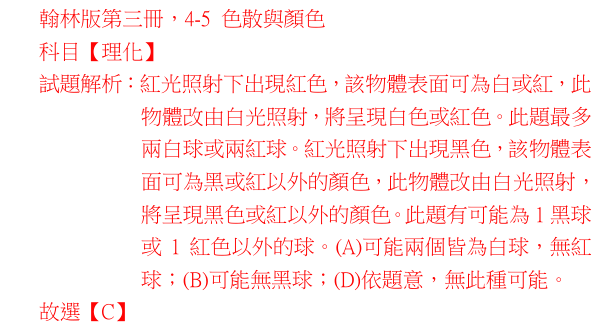 翰林版第三冊，4-5 色散與顏色
科目【理化】
試題解析：紅光照射下出現紅色，該物體表面可為白或紅，此
物體改由白光照射，將呈現白色或紅色。此題最多
兩白球或兩紅球。紅光照射下出現黑色，該物體表
面可為黑或紅以外的顏色，此物體改由白光照射，
將呈現黑色或紅以外的顏色。此題有可能為 1 黑球
或 1 紅色以外的球。(A)可能兩個皆為白球，無紅
球；(B)可能無黑球；(D)依題意，無此種可能。
故選【C】